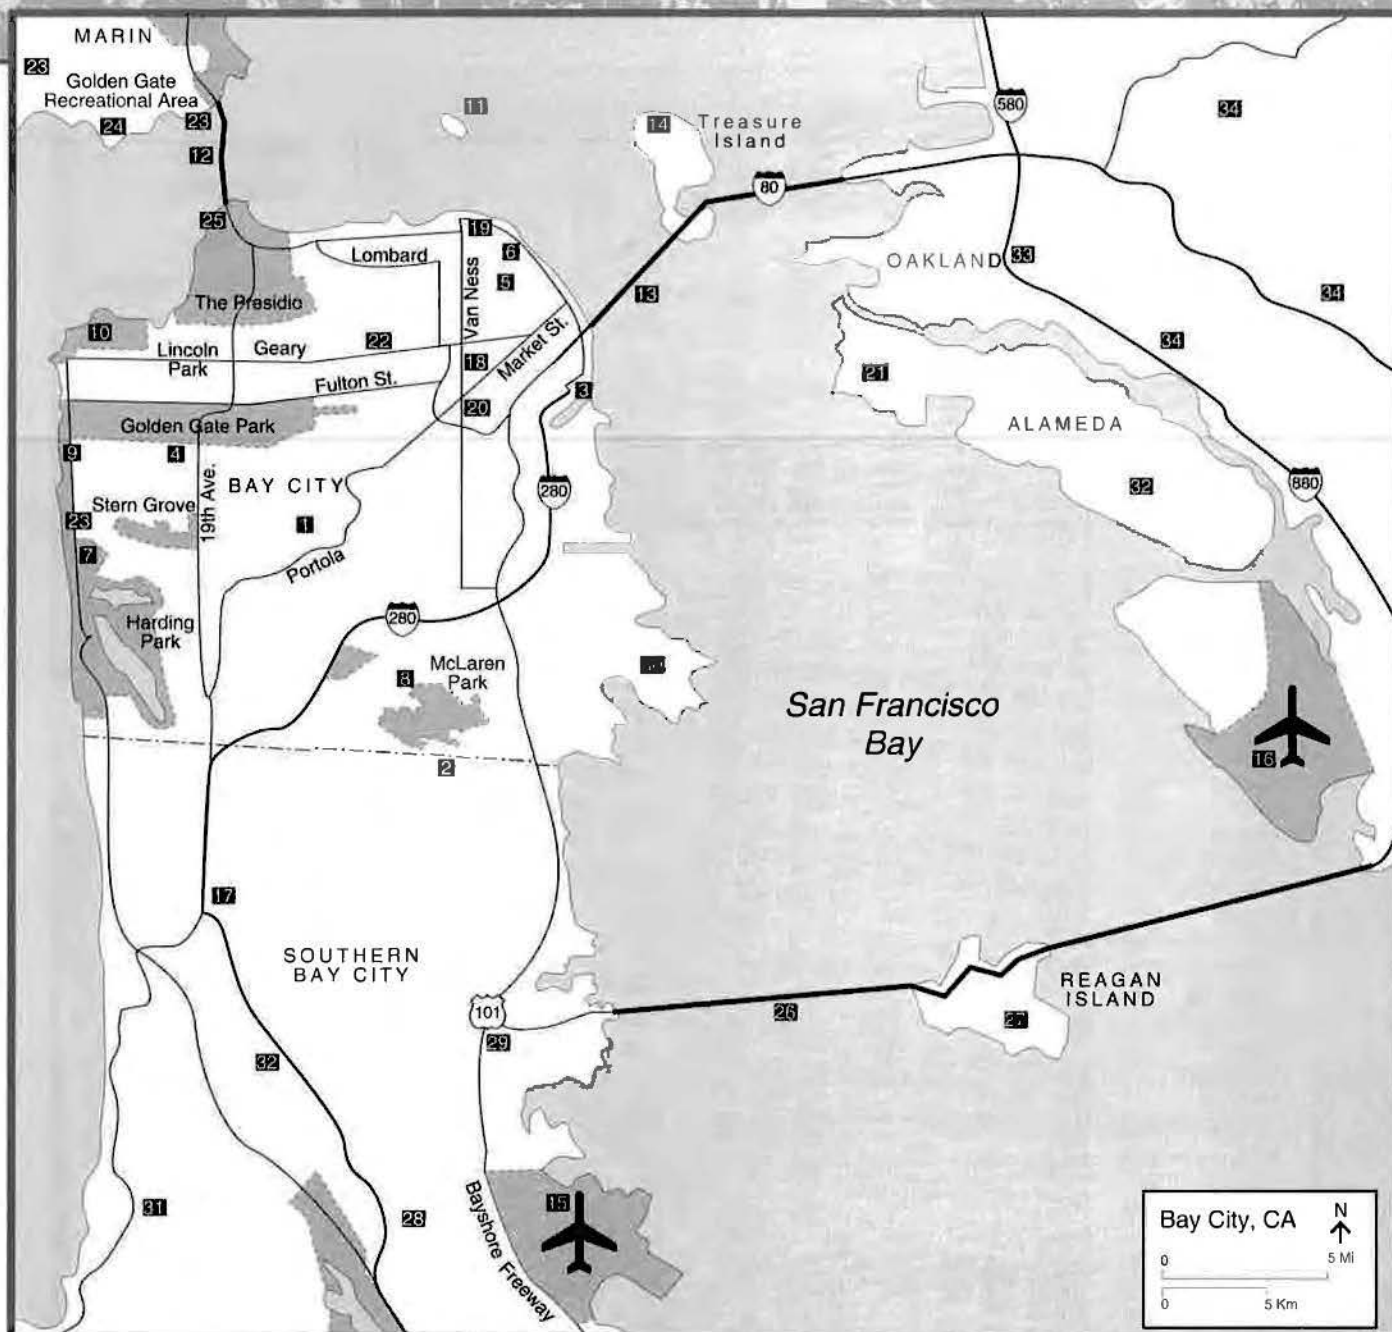 MARIN
23
Golden Gate
Recreational Area
24
23
12
11
14
Treasure
Island
580
34
80
25
19
Lombard
6
5
Van Ness
The Presidio
13
OAKLAND
33
34
10
Lincoln
Park
Geary
22
18
Market St.
34
Fulton St.
20
3
21
Golden Gate Park
ALAMEDA
9
4
19th Ave.
BAY CITY
280
32
880
Stern Grove
23
1
7
Portola
280
Harding
Park
8
McLaren
Park
San Francisco
Bay
16
2
17
SOUTHERN
BAY CITY
REAGAN
ISLAND
101
26
27
29
32
31
28
15
Bayshore Freeway
Bay City, CA
N
0
5 Mi
0
5 Km